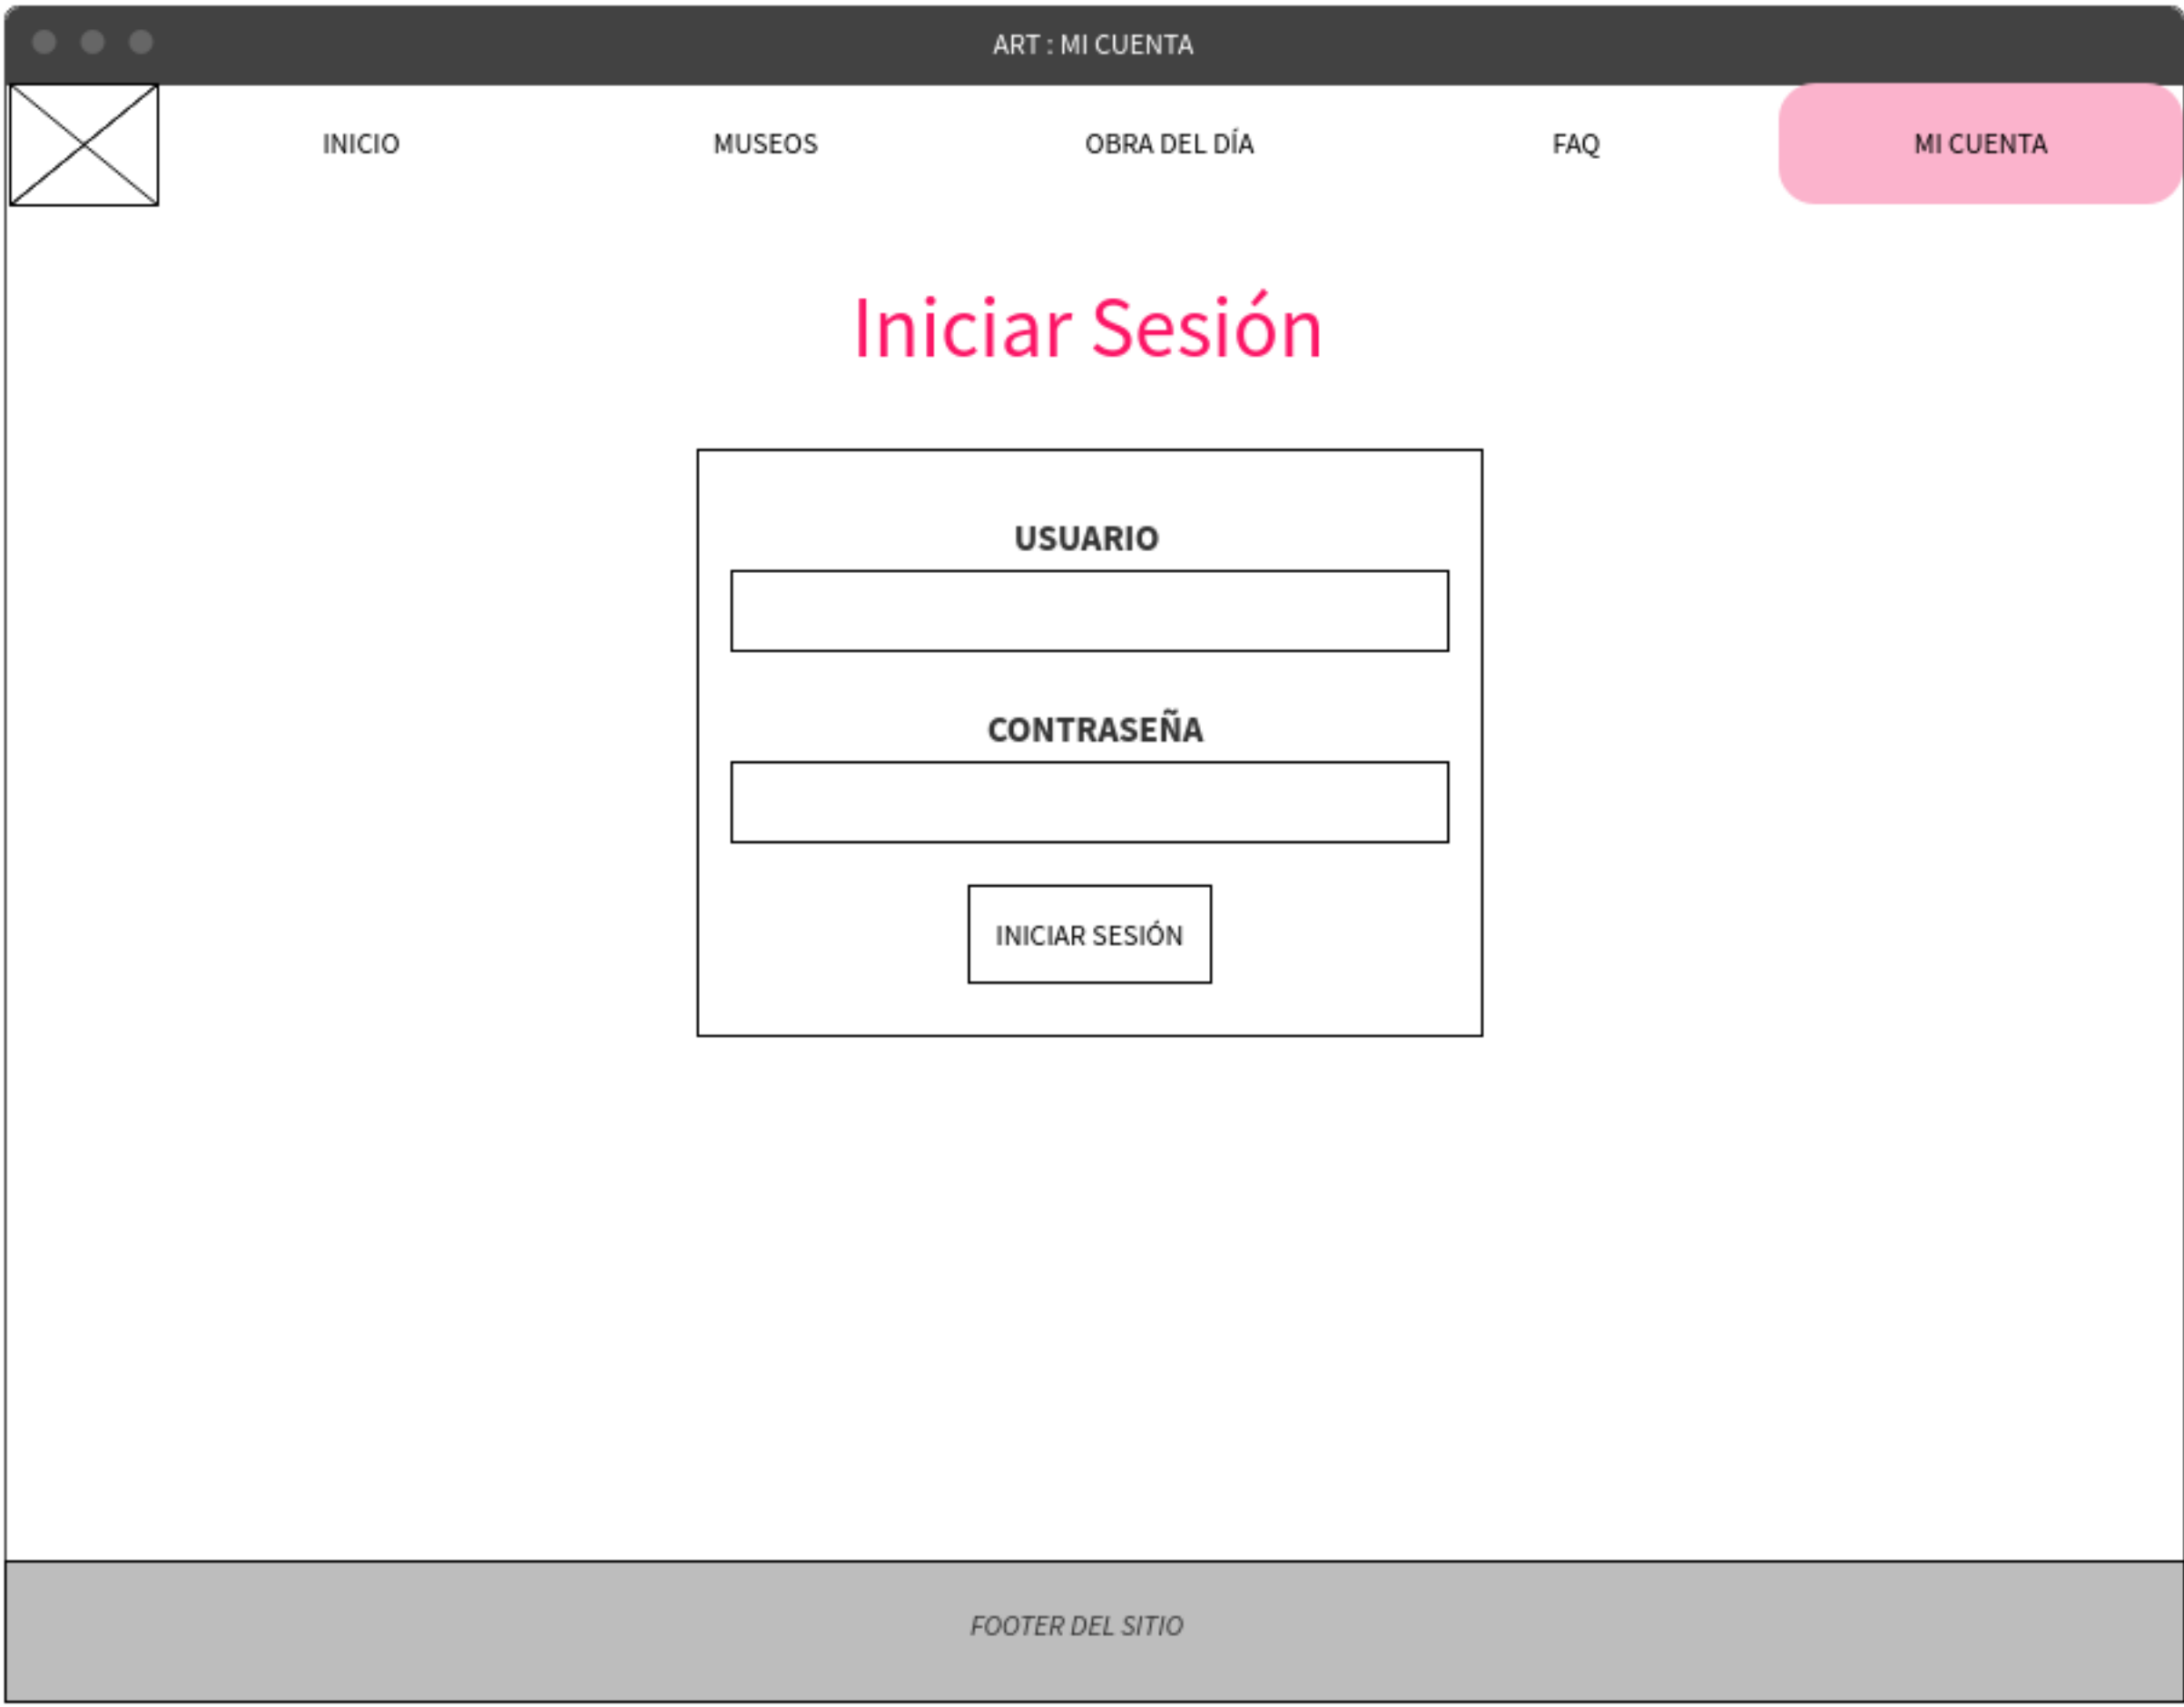 ART : MI CUENTA
INICIO MUSEOS OBRA DEL DÍA FAQ MI CUENTA
Iniciar Sesión
USUARIO
CONTRASEÑA
INICIAR SESIÓN
FOOTER DEL SITIO